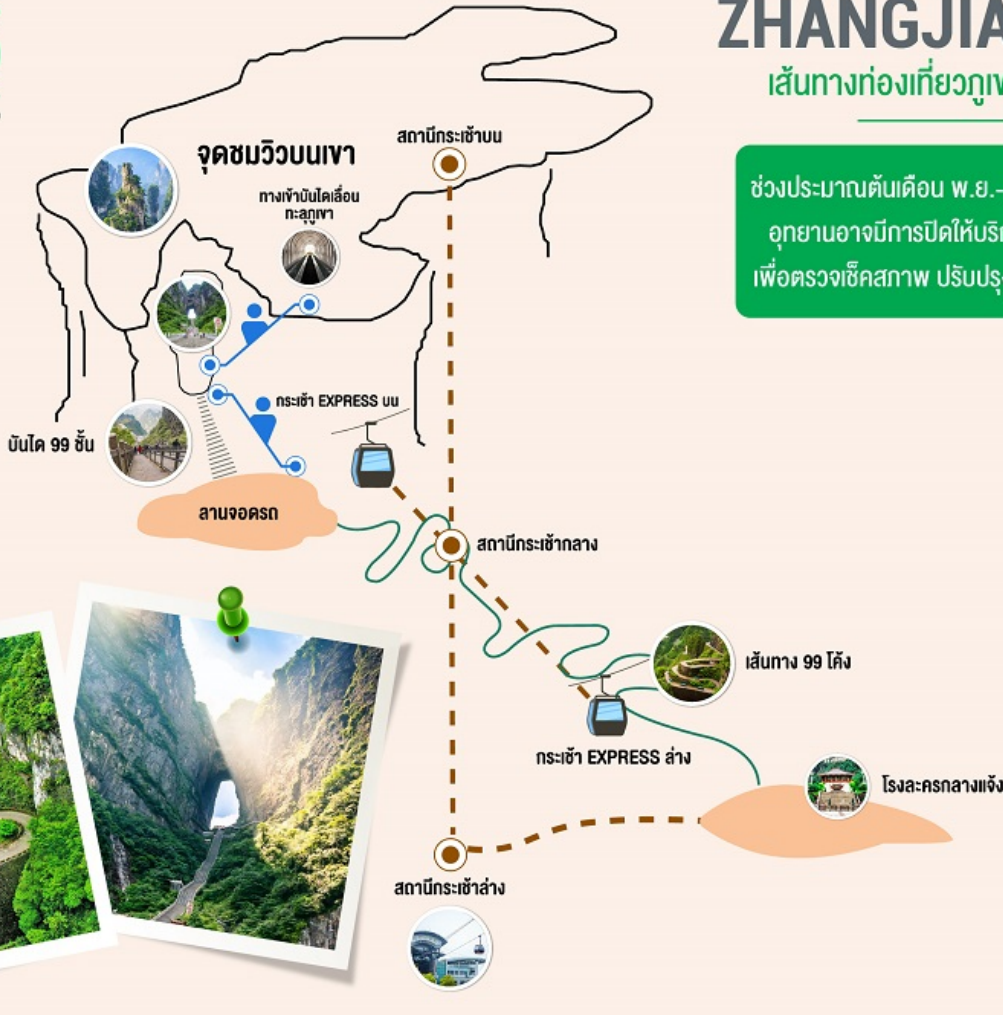 ZHANGJIA
เส้นทางท่องเที่ยวภูเข
ช่วงประมาณต้นเดือน พ.ย.-
อุทยานอาจมีการปิดให้บริก
เพื่อตรวจเช็คสภาพ ปรับปรุง
สถานีกระเช้าบน
จุดชมวิวบนเขา
ทางเข้าบันไดเลื่อน
ทะลุภูเขา
กระเช้า EXPRESS บน
บันได 99 ชั้น
ลานจอดรถ
สถานีกระเช้ากลาง
เส้นทาง 99 โค้ง
กระเช้า EXPRESS ล่าง
โรงละครกลางแจ้ง
สถานีกระเช้าล่าง